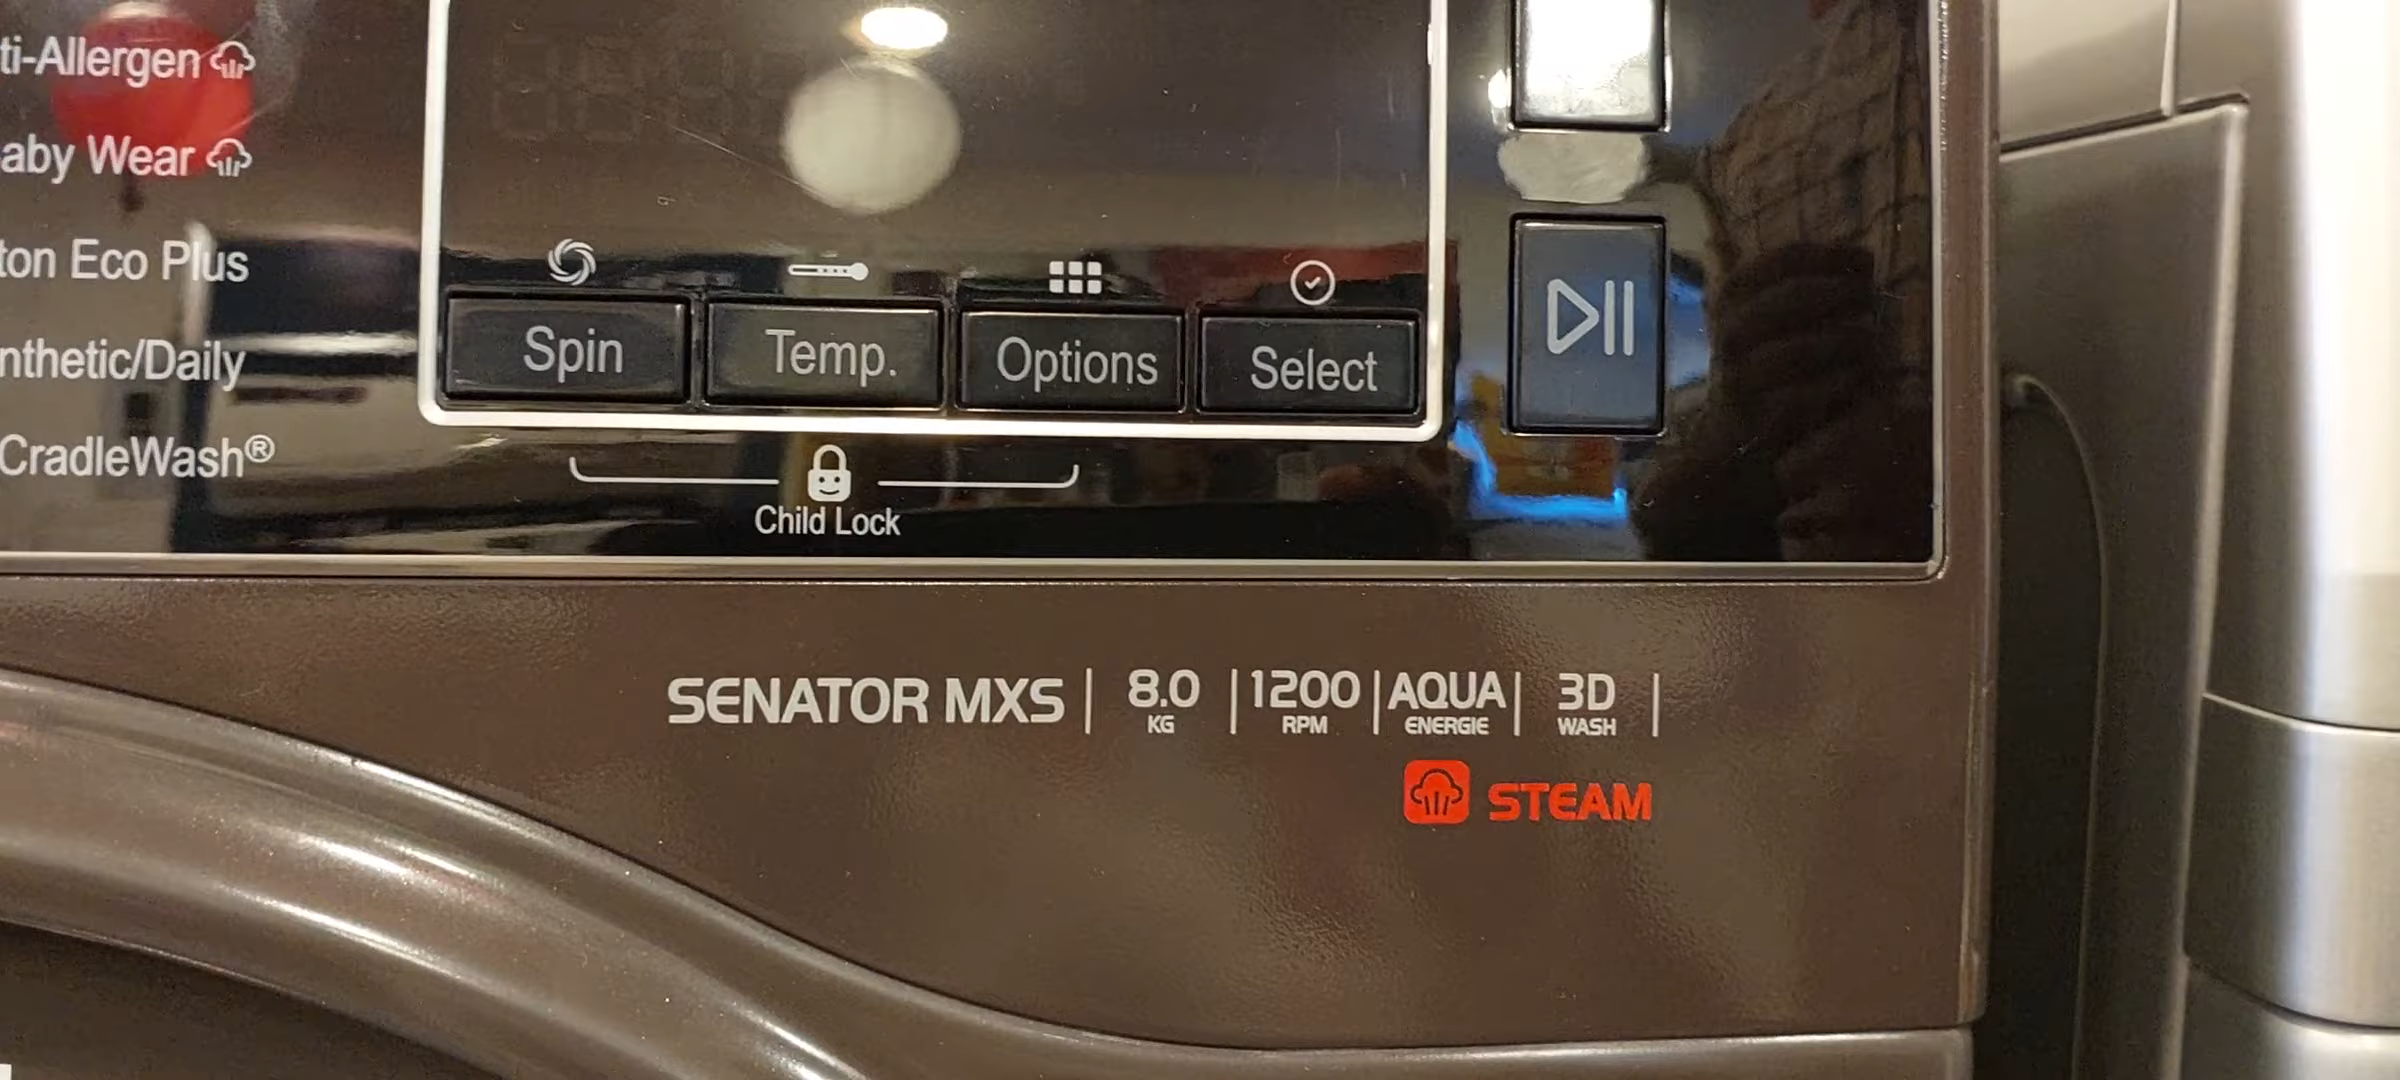 ti-Allergen
aby Wear
ton Eco Plus
nthetic/Daily
CradleWash®
Spin
Temp.
Options
Select
Child Lock
SENATOR MXS | 8.0 KG | 1200 RPM | AQUA ENERGIE | 3D WASH |
STEAM